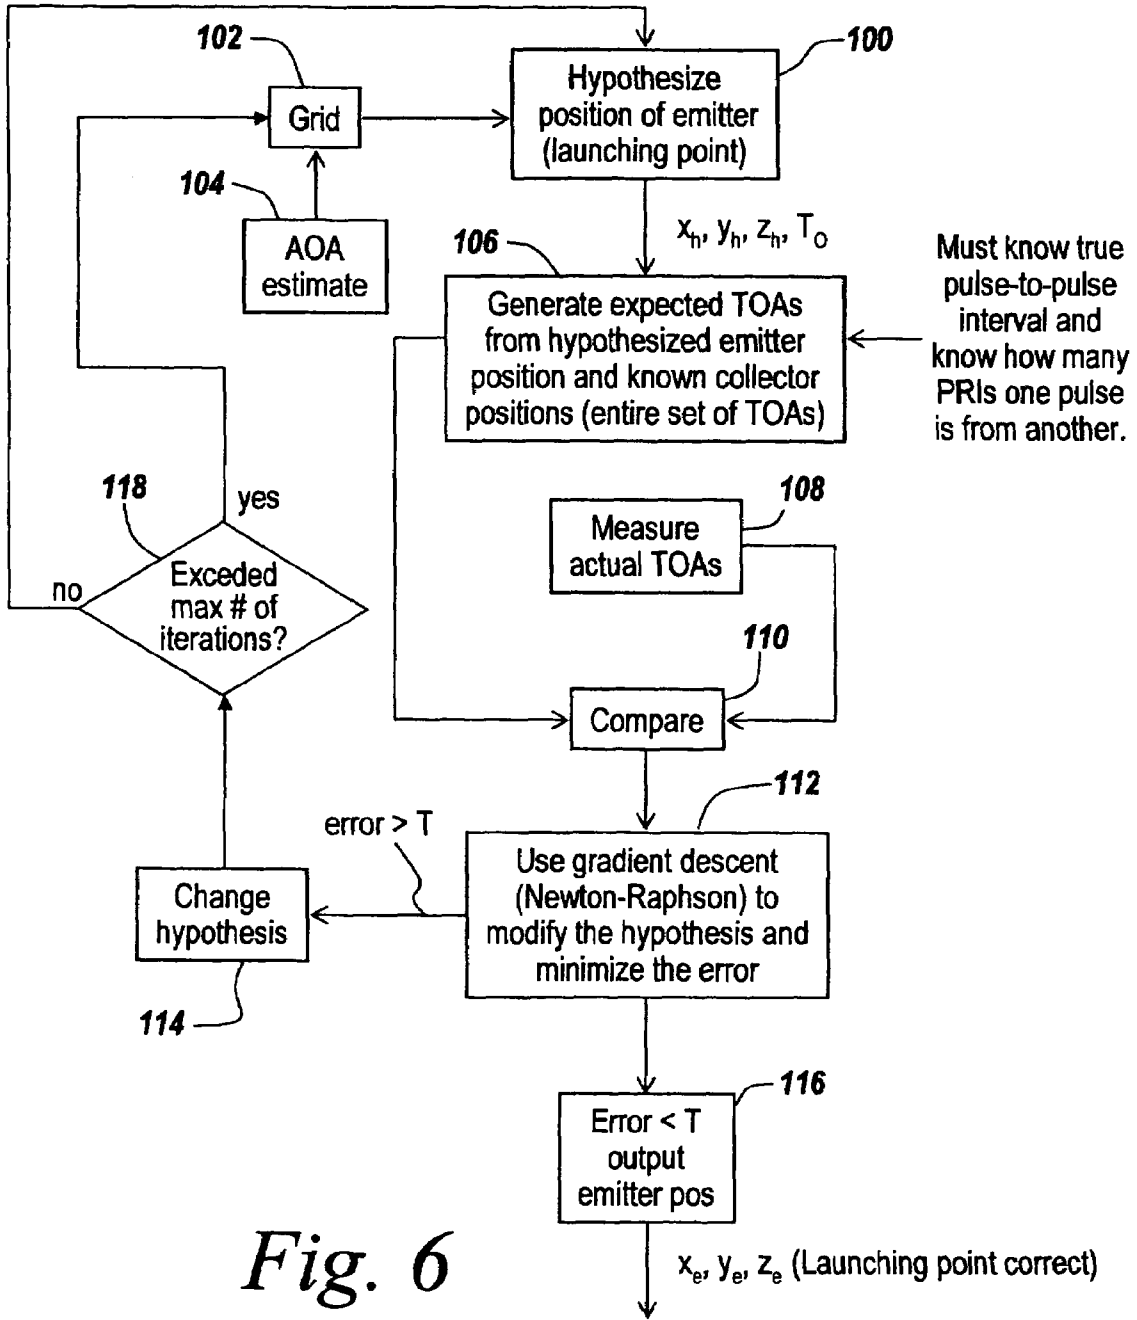 102
100
Hypothesize
position of emitter
(launching point)
Grid
104
AOA
estimate
xh, yh, zh, TO
106
Generate expected TOAs
from hypothesized emitter
position and known collector
positions (entire set of TOAs)
Must know true
pulse-to-pulse
interval and
know how many
PRIs one pulse
is from another.
118
yes
no
Exceded
max # of
iterations?
108
Measure
actual TOAs
110
Compare
112
error > T
Use gradient descent
(Newton-Raphson) to
modify the hypothesis and
minimize the error
Change
hypothesis
114
116
Error < T
output
emitter pos
xe, ye, ze (Launching point correct)
Fig. 6